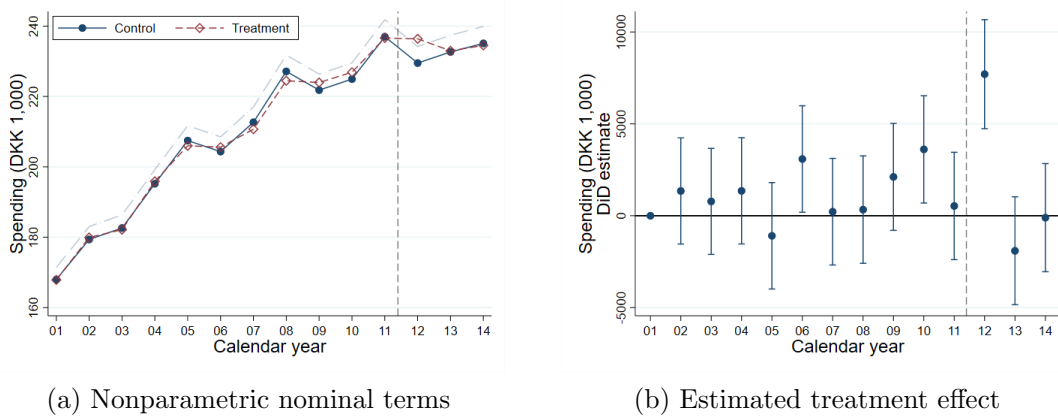 Control
Treatment
Spending (DKK 1,000)
240
220
200
180
160
01 02 03 04 05 06 07 08 09 10 11 12 13 14
Calendar year
(a) Nonparametric nominal terms
Spending (DKK 1,000)
DiD estimate
10000
5000
0
-5000
01 02 03 04 05 06 07 08 09 10 11 12 13 14
Calendar year
(b) Estimated treatment effect